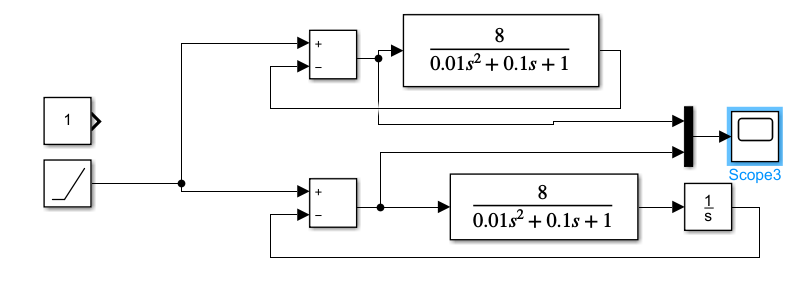 +
−
8
0.01s² + 0.1s + 1
1
+
−
8
0.01s² + 0.1s + 1
1
s
Scope3